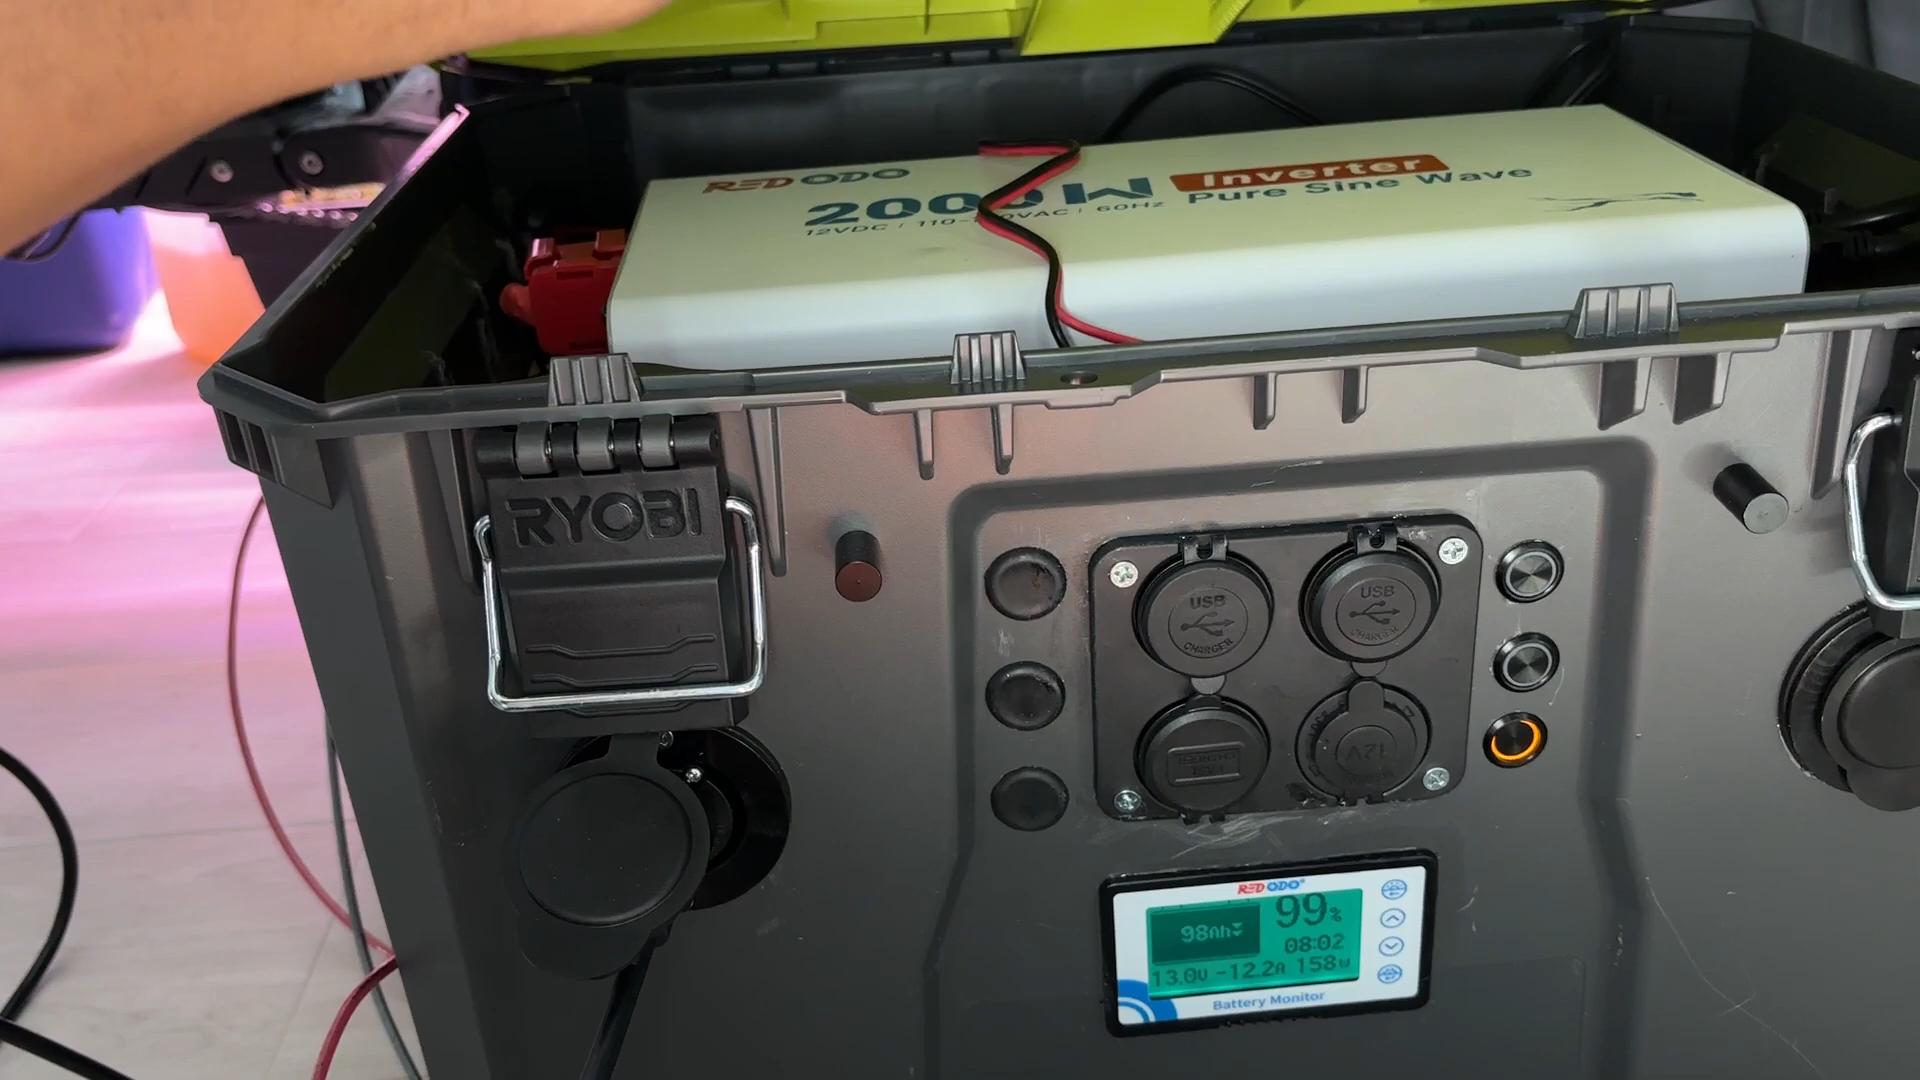 REDODO
2000W Inverter
Pure Sine Wave
12VDC / 110- 0VAC / 60Hz
RYOBI
USB
CHARGER
USB
CHARGER
12V
REDODO
99%
98Ah
08:02
13.0V -12.2A 158W
Battery Monitor